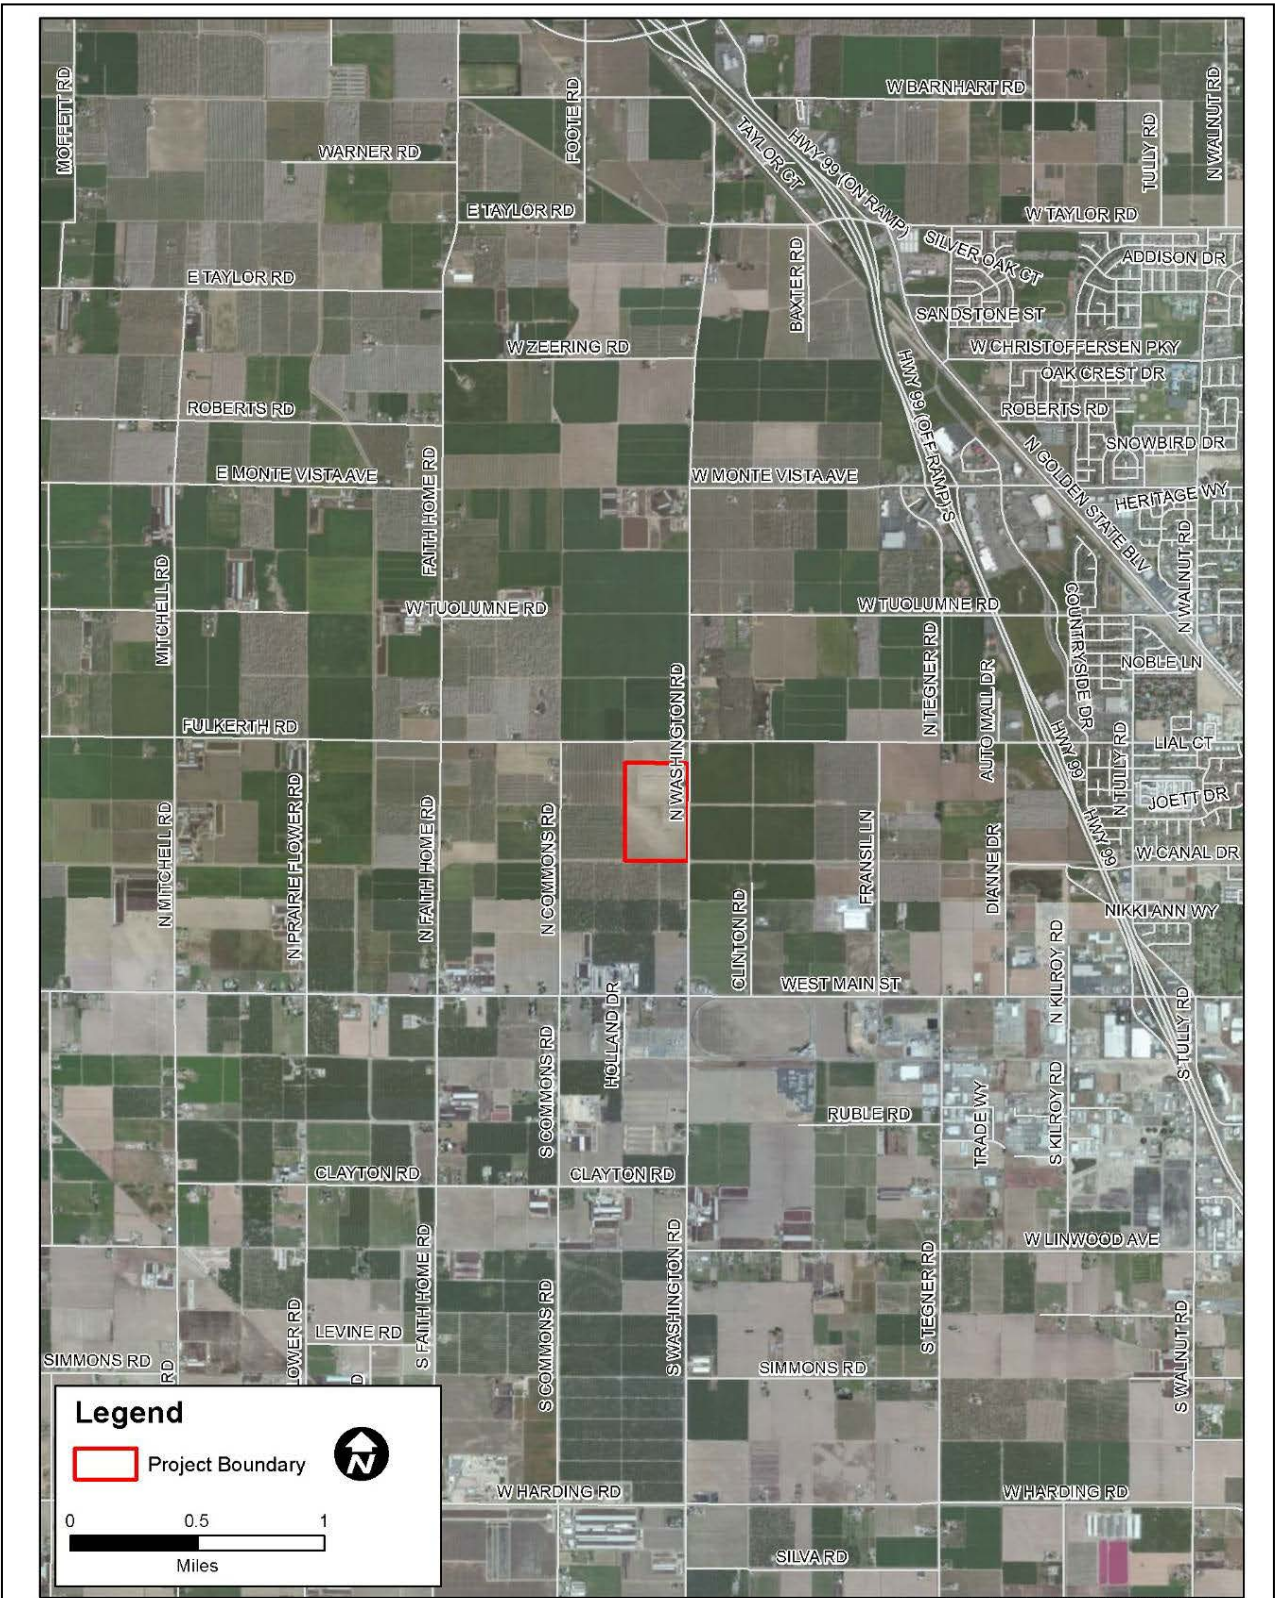 MOFFETT RD
FOOTE RD
W BARNHART RD
N WALNUT RD
TULLY RD
WARNER RD
TAYLOR CT
HWY 99 (ON RAMP)
E TAYLOR RD
W TAYLOR RD
SILVER OAK CT
ADDISON DR
BAXTER RD
E TAYLOR RD
SANDSTONE ST
W ZEERING RD
W CHRISTOFFERSEN PKY
OAK CREST DR
ROBERTS RD
ROBERTS RD
HWY 99 (OFF RAMP) S
N GOLDEN STATE BLV
SNOWBIRD DR
E MONTE VISTA AVE
FAITH HOME RD
W MONTE VISTA AVE
HERITAGE WY
N WALNUT RD
MITCHELL RD
W TUOLUMNE RD
W TUOLUMNE RD
COUNTRYSIDE DR
N TEGNER RD
AUTO MALL DR
NOBLE LN
N WASHINGTON RD
FULKERTH RD
HWY 99
N TULLY RD
LIAL CT
N MITCHELL RD
N PRAIRIE FLOWER RD
N FAITH HOME RD
N COMMONS RD
N WASHINGTON RD
FRANSIL LN
DIANNE DR
HWY 99
JOETT DR
W CANAL DR
NIKKI ANN WY
CLINTON RD
N KILROY RD
WEST MAIN ST
HOLLAND DR
S COMMONS RD
S TULLY RD
RUBLE RD
TRADE WY
S KILROY RD
CLAYTON RD
CLAYTON RD
S FAITH HOME RD
S COMMONS RD
S WASHINGTON RD
S TEGNER RD
W LINWOOD AVE
LOWER RD
LEVINE RD
SIMMONS RD
RD
D
SIMMONS RD
S WALNUT RD
W HARDING RD
W HARDING RD
SILVA RD
Legend
Project Boundary
N
0 0.5 1
Miles